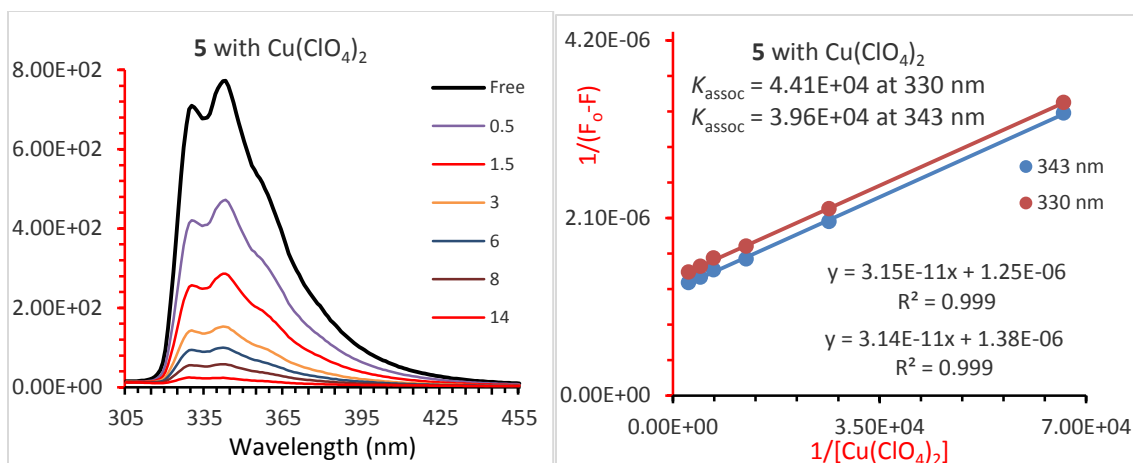 5 with Cu(ClO₄)₂
8.00E+02
6.00E+02
4.00E+02
2.00E+02
0.00E+00
305
335
365
395
425
455
Wavelength (nm)
Free
0.5
1.5
3
6
8
14
5 with Cu(ClO₄)₂
Kassoc = 4.41E+04 at 330 nm
Kassoc = 3.96E+04 at 343 nm
4.20E-06
2.10E-06
0.00E+00
1/(Fo-F)
343 nm
330 nm
y = 3.15E-11x + 1.25E-06
R² = 0.999
y = 3.14E-11x + 1.38E-06
R² = 0.999
0.00E+00
3.50E+04
7.00E+04
1/[Cu(ClO₄)₂]